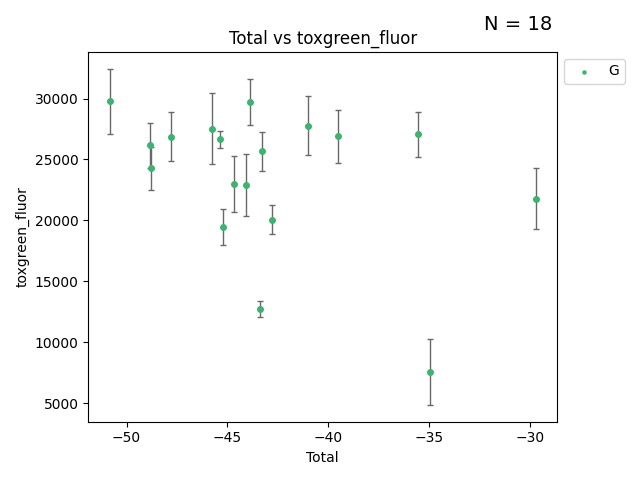 N = 18
Total vs toxgreen_fluor
G
30000
25000
20000
15000
10000
5000
toxgreen_fluor
−50
−45
−40
−35
−30
Total